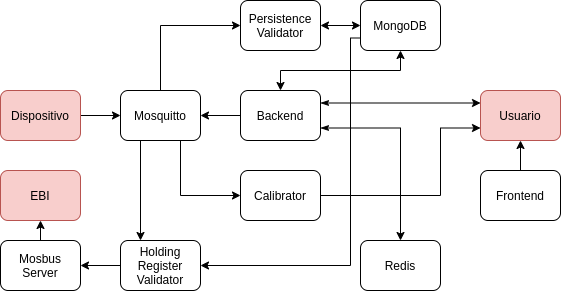 Persistence
Validator
MongoDB
Dispositivo
Mosquitto
Backend
Usuario
EBI
Calibrator
Frontend
Mosbus
Server
Holding
Register
Validator
Redis